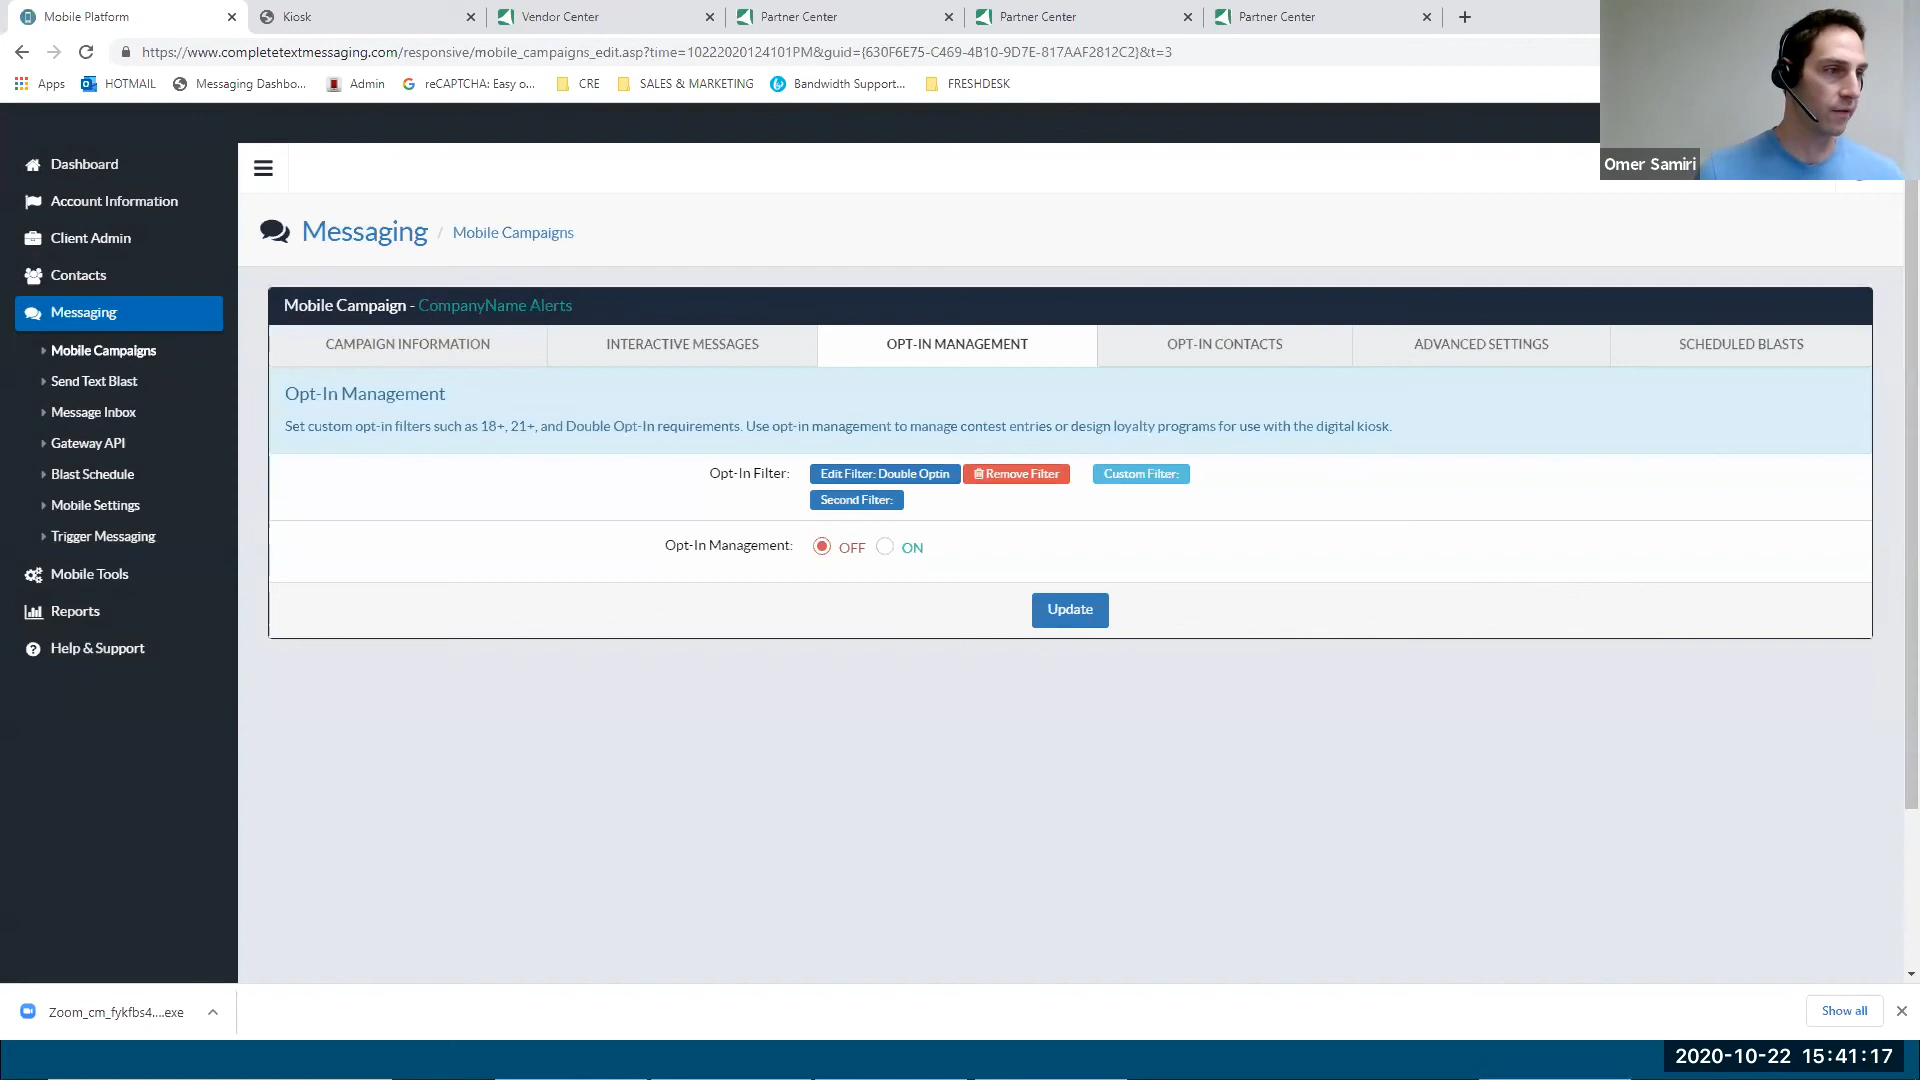 Mobile Platform
Kiosk
Vendor Center
Partner Center
Partner Center
Partner Center
https://www.completetextmessaging.com/responsive/mobile_campaigns_edit.asp?time=10222020124101PM&guid={630F6E75-C469-4B10-9D7E-817AAF2812C2}&t=3
Apps
HOTMAIL
Messaging Dashbo...
Admin
reCAPTCHA: Easy o...
CRE
SALES & MARKETING
Bandwidth Support...
FRESHDESK
Omer Samiri
Dashboard
Account Information
Client Admin
Contacts
Messaging
Mobile Campaigns
Send Text Blast
Message Inbox
Gateway API
Blast Schedule
Mobile Settings
Trigger Messaging
Mobile Tools
Reports
Help & Support
Messaging / Mobile Campaigns
Mobile Campaign - CompanyName Alerts
CAMPAIGN INFORMATION
INTERACTIVE MESSAGES
OPT-IN MANAGEMENT
OPT-IN CONTACTS
ADVANCED SETTINGS
SCHEDULED BLASTS
Opt-In Management
Set custom opt-in filters such as 18+, 21+, and Double Opt-In requirements. Use opt-in management to manage contest entries or design loyalty programs for use with the digital kiosk.
Opt-In Filter: Edit Filter: Double Optin Remove Filter Custom Filter:
Second Filter:
Opt-In Management: OFF ON
Update
Zoom_cm_fykfbs4....exe
Show all
2020-10-22 15:41:17